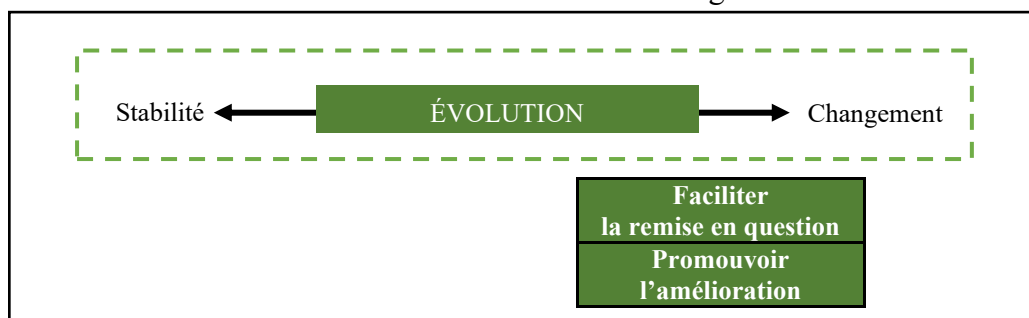 Stabilité ÉVOLUTION Changement
Faciliter
la remise en question
Promouvoir
l’amélioration